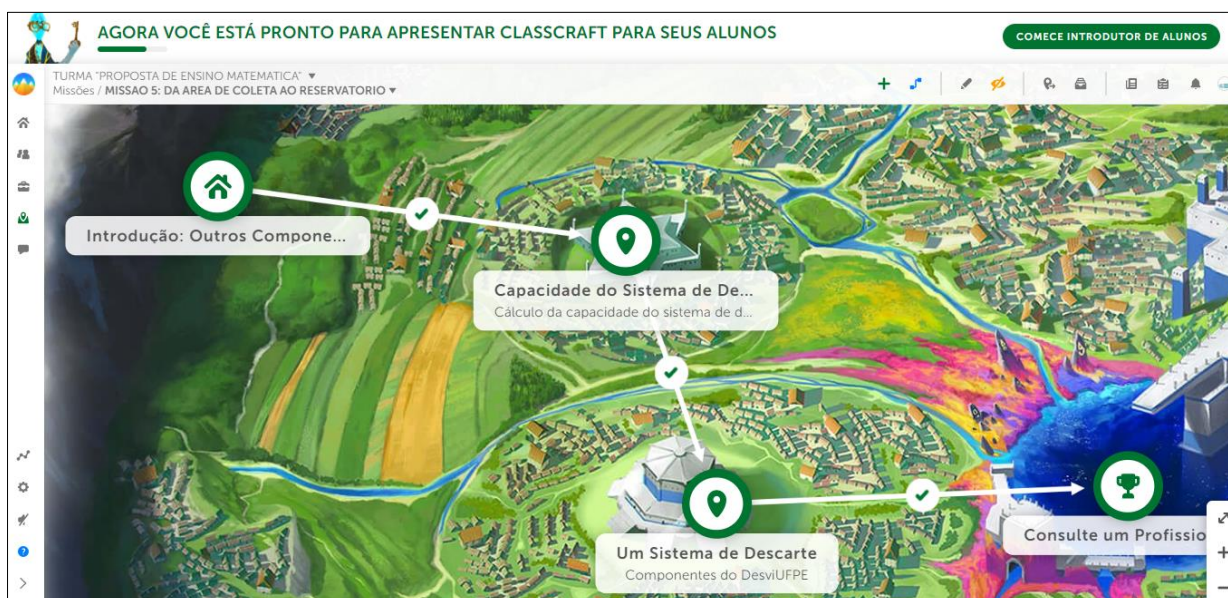 AGORA VOCÊ ESTÁ PRONTO PARA APRESENTAR CLASSCRAFT PARA SEUS ALUNOS
COMECE INTRODUTOR DE ALUNOS
TURMA "PROPOSTA DE ENSINO MATEMATICA"
Missões / MISSAO 5: DA AREA DE COLETA AO RESERVATORIO
Introdução: Outros Compone...
Capacidade do Sistema de De...
Cálculo da capacidade do sistema de d...
Um Sistema de Descarte
Componentes do DesviUFPE
Consulte um Profissio